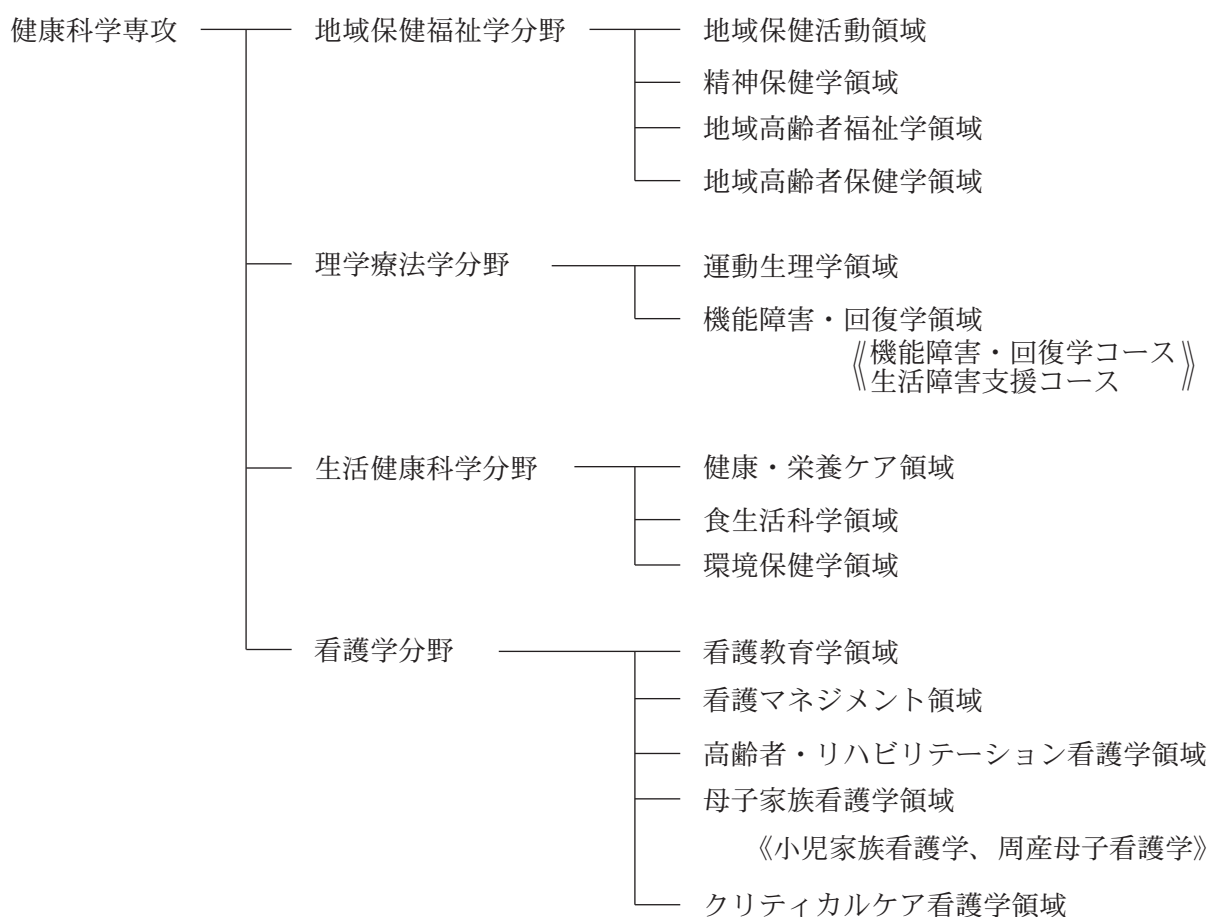 健康科学専攻
地域保健福祉学分野
地域保健活動領域
精神保健学領域
地域高齢者福祉学領域
地域高齢者保健学領域
理学療法学分野
運動生理学領域
機能障害・回復学領域
《機能障害・回復学コース
生活障害支援コース》
生活健康科学分野
健康・栄養ケア領域
食生活科学領域
環境保健学領域
看護学分野
看護教育学領域
看護マネジメント領域
高齢者・リハビリテーション看護学領域
母子家族看護学領域
《小児家族看護学、周産母子看護学》
クリティカルケア看護学領域